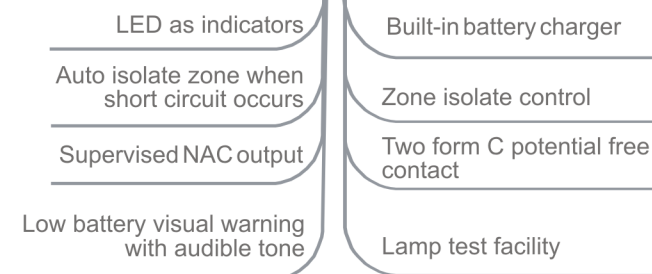 LED as indicators
Auto isolate zone when
short circuit occurs
Supervised NAC output
Low battery visual warning
with audible tone
Built-in battery charger
Zone isolate control
Two form C potential free
contact
Lamp test facility